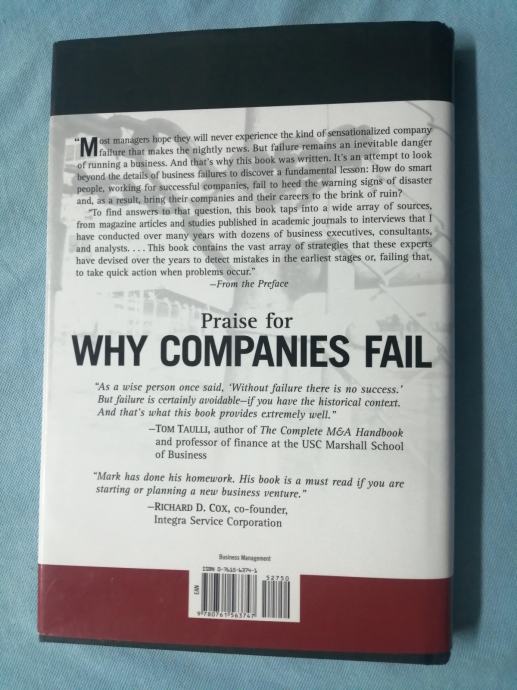 "Most managers hope they will never experience the kind of sensationalized company
failure that makes the nightly news. But failure remains an inevitable danger
of running a business. And that's why this book was written. It's an attempt to look
beyond the details of business failures to discover a fundamental lesson: How do smart
people, working for successful companies, fail to heed the warning signs of disaster
and, as a result, bring their companies and their careers to the brink of ruin?
"To find answers to that question, this book taps into a wide array of sources,
from magazine articles and studies published in academic journals to interviews that I
have conducted over many years with dozens of business executives, consultants,
and analysts. . . . This book contains the vast array of strategies that these experts
have devised over the years to detect mistakes in the earliest stages or, failing that,
to take quick action when problems occur."
—From the Preface
Praise for
WHY COMPANIES FAIL
"As a wise person once said, 'Without failure there is no success.'
But failure is certainly avoidable—if you have the historical context.
And that's what this book provides extremely well."
—TOM TAULLI, author of The Complete M&A Handbook
and professor of finance at the USC Marshall School
of Business
"Mark has done his homework. His book is a must read if you are
starting or planning a new business venture."
—RICHARD D. COX, co-founder,
Integra Service Corporation
Business Management
ISBN 0-7615-6374-1
52750
EAN
9780761563747